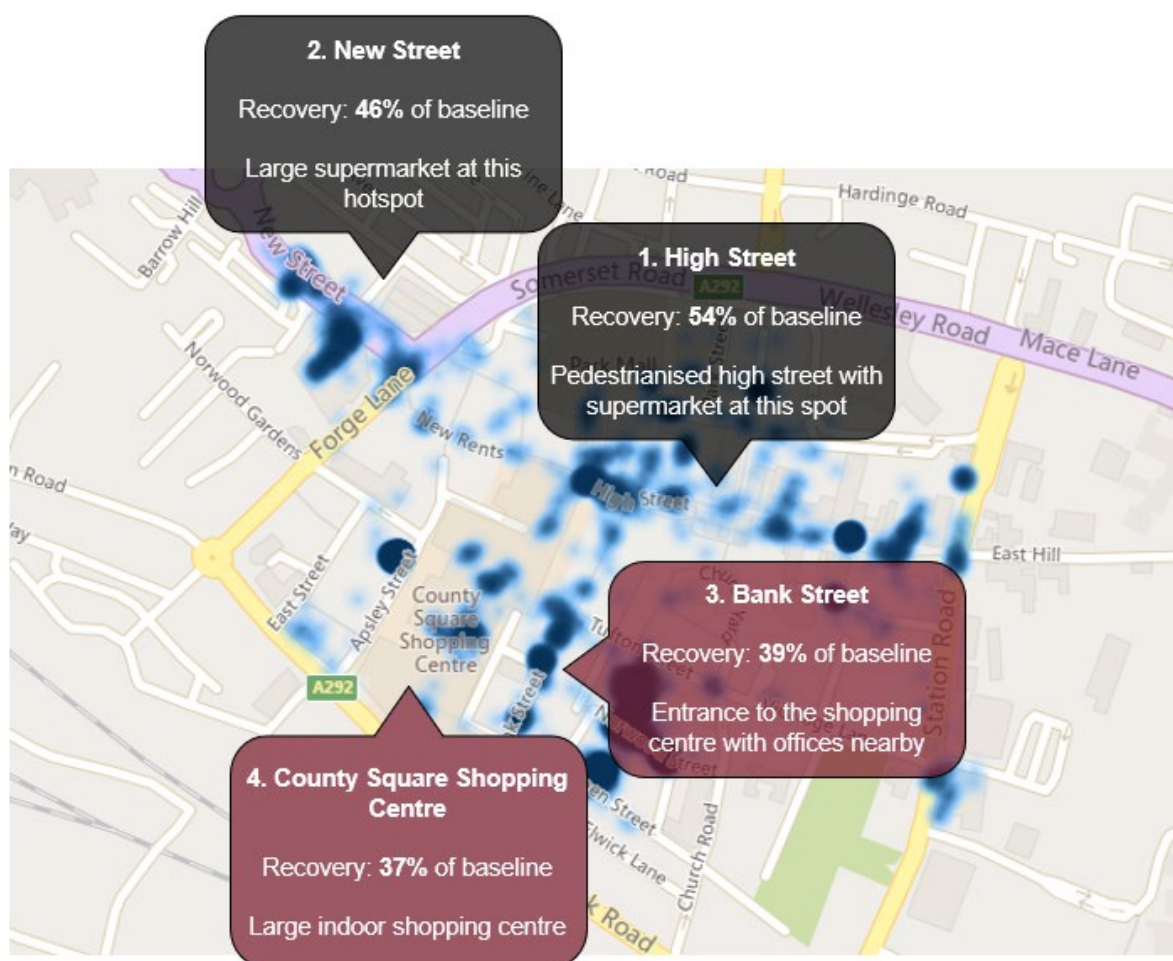 2. New Street
Recovery: 46% of baseline
Large supermarket at this
hotspot
1. High Street
Recovery: 54% of baseline
Pedestrianised high street with
supermarket at this spot
3. Bank Street
Recovery: 39% of baseline
Entrance to the shopping
centre with offices nearby
4. County Square Shopping
Centre
Recovery: 37% of baseline
Large indoor shopping centre
Road
Hardinge Road
Barrow Hill
New Street
Somerset Road
A292
Wellesley Road
Mace Lane
Park Mall
Norwood Gardens
Forge Lane
New Rents
High Street
Road
East Hill
East Street
Apsley Street
County
Square
Shopping
Centre
Tufton Street
Station Road
A292
Elwick Lane
Church Road
Road